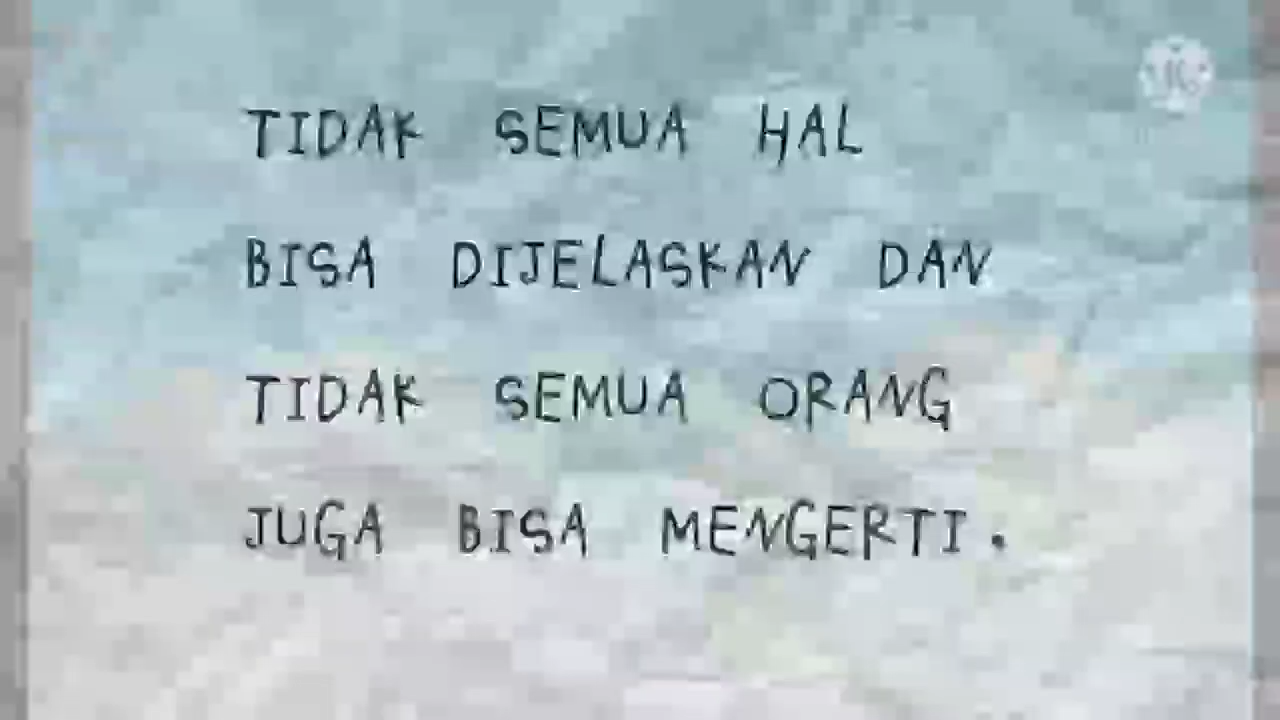 TIDAK SEMUA HAL
BISA DIJELASKAN DAN
TIDAK SEMUA ORANG
JUGA BISA MENGERTI.